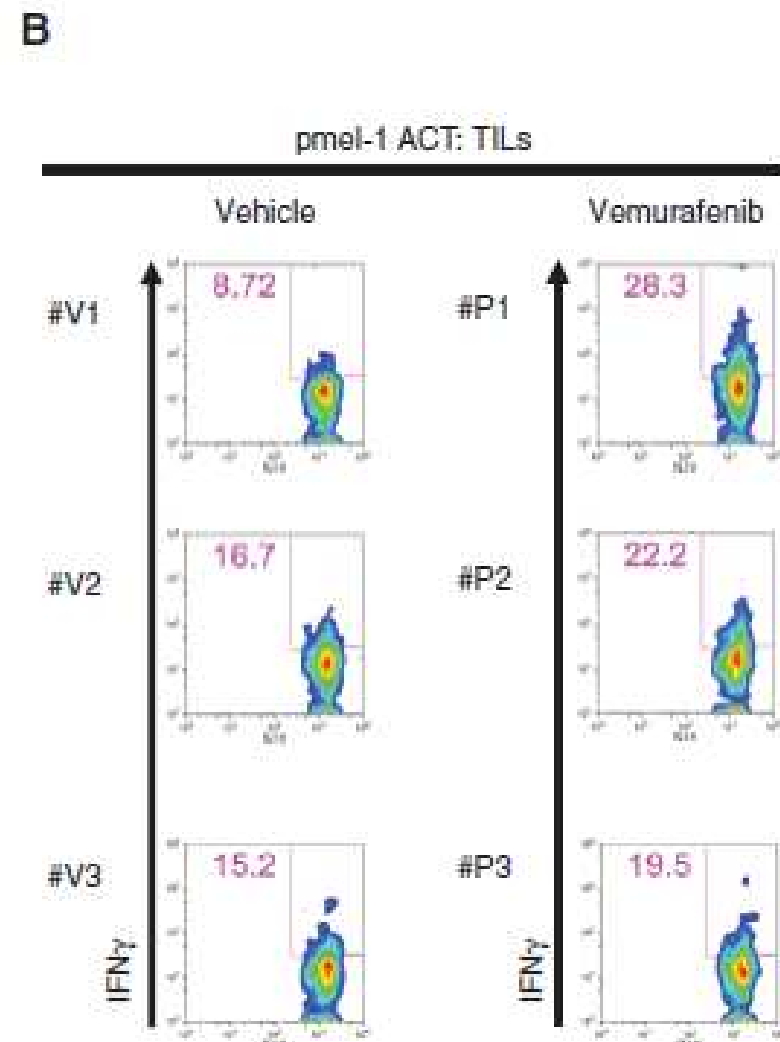 B
pmel-1 ACT: TILs
Vehicle Vemurafenib
#V1 8.72 #P1 28.3
#V2 16.7 #P2 22.2
#V3 15.2 #P3 19.5
IFNγ IFNγ